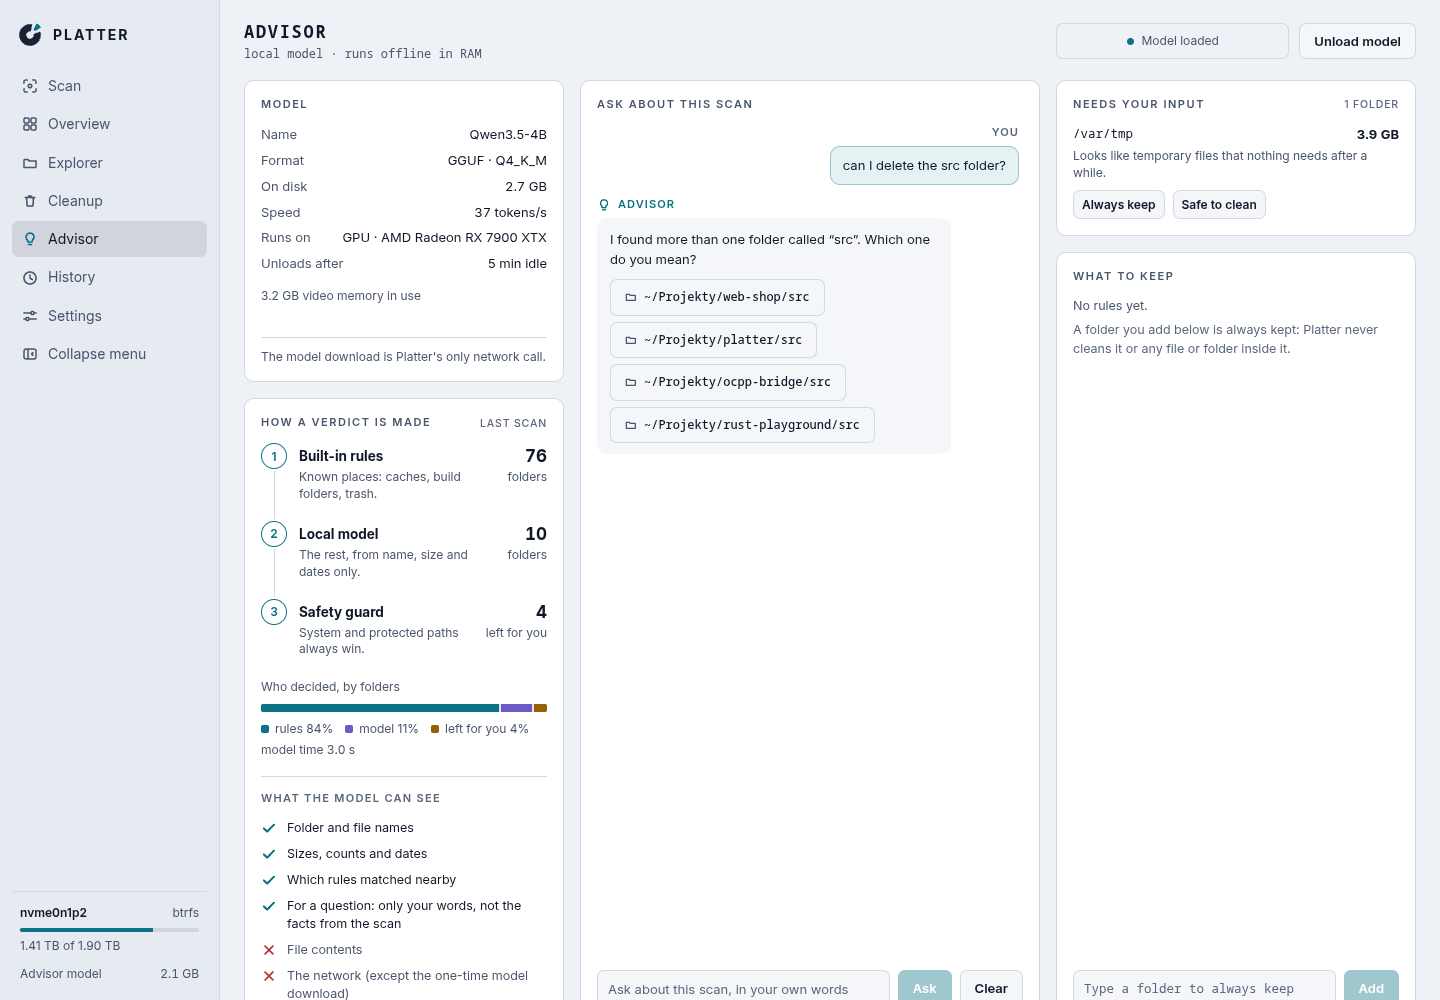 PLATTER
Scan
Overview
Explorer
Cleanup
Advisor
History
Settings
Collapse menu
nvme0n1p2 btrfs
1.41 TB of 1.90 TB
Advisor model 2.1 GB
ADVISOR
local model · runs offline in RAM
Model loaded
Unload model
MODEL
Name Qwen3.5-4B
Format GGUF · Q4_K_M
On disk 2.7 GB
Speed 37 tokens/s
Runs on GPU · AMD Radeon RX 7900 XTX
Unloads after 5 min idle
3.2 GB video memory in use
The model download is Platter's only network call.
HOW A VERDICT IS MADE LAST SCAN
1 Built-in rules 76
Known places: caches, build folders
folders, trash.
2 Local model 10
The rest, from name, size and folders
dates only.
3 Safety guard 4
System and protected paths left for you
always win.
Who decided, by folders
rules 84% model 11% left for you 4%
model time 3.0 s
WHAT THE MODEL CAN SEE
Folder and file names
Sizes, counts and dates
Which rules matched nearby
For a question: only your words, not the
facts from the scan
File contents
The network (except the one-time model
download)
ASK ABOUT THIS SCAN
YOU
can I delete the src folder?
ADVISOR
I found more than one folder called “src”. Which one
do you mean?
~/Projekty/web-shop/src
~/Projekty/platter/src
~/Projekty/ocpp-bridge/src
~/Projekty/rust-playground/src
Ask about this scan, in your own words
Ask
Clear
NEEDS YOUR INPUT 1 FOLDER
/var/tmp 3.9 GB
Looks like temporary files that nothing needs after a
while.
Always keep
Safe to clean
WHAT TO KEEP
No rules yet.
A folder you add below is always kept: Platter never
cleans it or any file or folder inside it.
Type a folder to always keep
Add